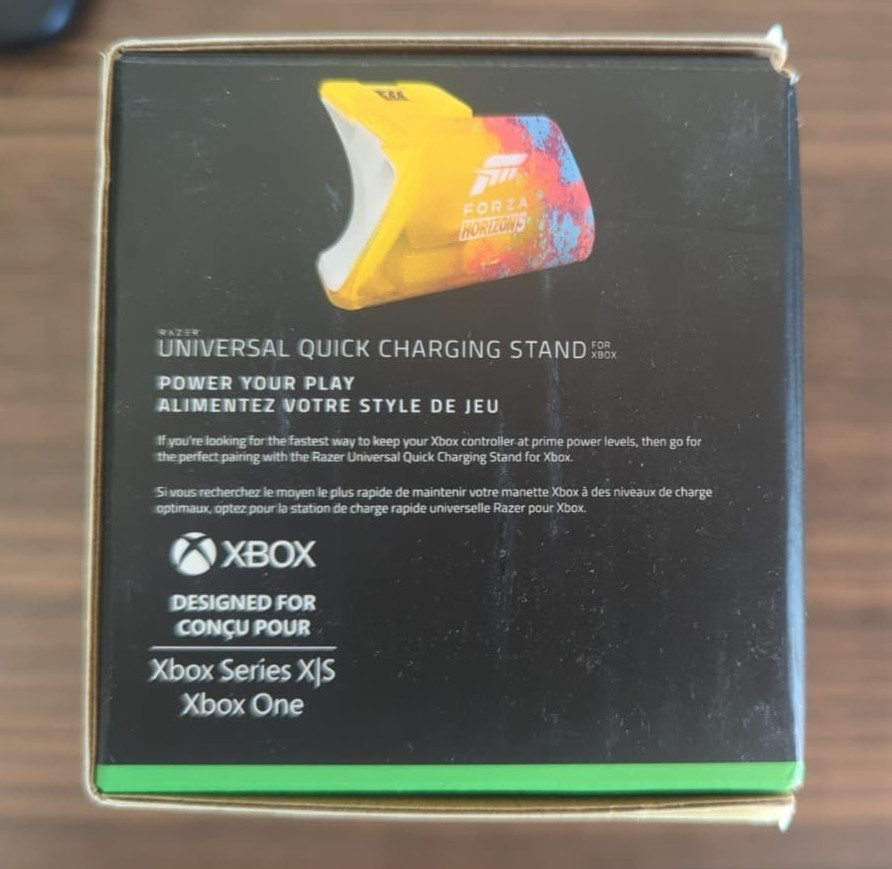 FORZA
HORIZON5
RAZER
UNIVERSAL QUICK CHARGING STAND FOR XBOX
POWER YOUR PLAY
ALIMENTEZ VOTRE STYLE DE JEU
If you're looking for the fastest way to keep your Xbox controller at prime power levels, then go for
the perfect pairing with the Razer Universal Quick Charging Stand for Xbox.
Si vous recherchez le moyen le plus rapide de maintenir votre manette Xbox à des niveaux de charge
optimaux, optez pour la station de charge rapide universelle Razer pour Xbox.
XBOX
DESIGNED FOR
CONÇU POUR
Xbox Series X|S
Xbox One